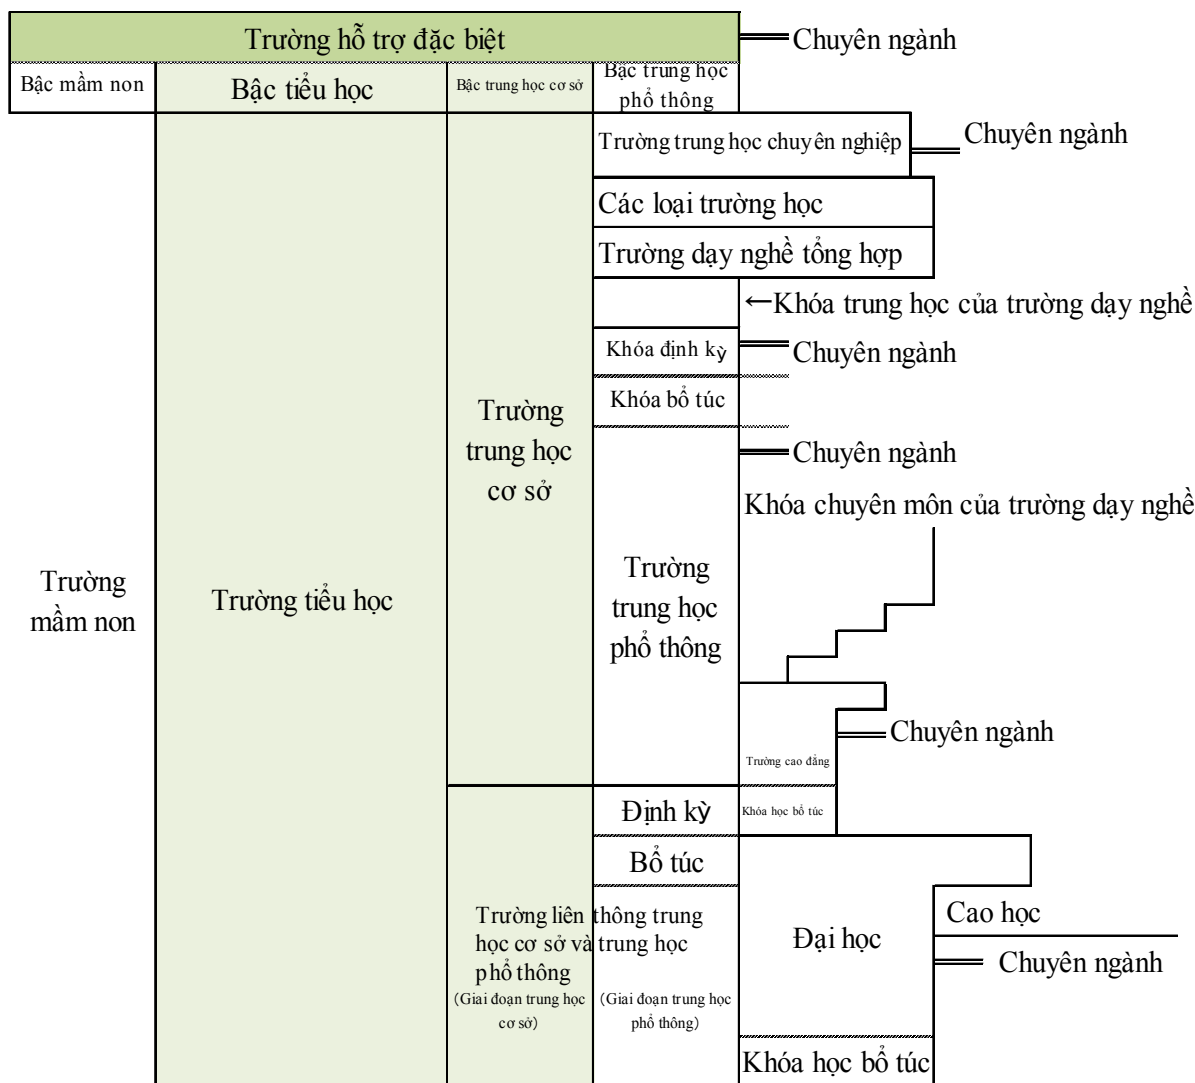 Trường hỗ trợ đặc biệt
Chuyên ngành
Bậc mầm non
Bậc tiểu học
Bậc trung học cơ sở
Bậc trung học
phổ thông
Trường trung học chuyên nghiệp
Chuyên ngành
Các loại trường học
Trường dạy nghề tổng hợp
←Khóa trung học của trường dạy nghề
Khóa định kỳ
Chuyên ngành
Khóa bổ túc
Trường
trung học
cơ sở
Chuyên ngành
Khóa chuyên môn của trường dạy nghề
Trường
mầm non
Trường tiểu học
Trường
trung học
phổ thông
Chuyên ngành
Trường cao đẳng
Định kỳ
Khóa học bổ túc
Bổ túc
Trường liên thông trung
học cơ sở và trung học
phổ thông
(Giai đoạn trung học
cơ sở)
(Giai đoạn trung học
phổ thông)
Đại học
Cao học
Chuyên ngành
Khóa học bổ túc